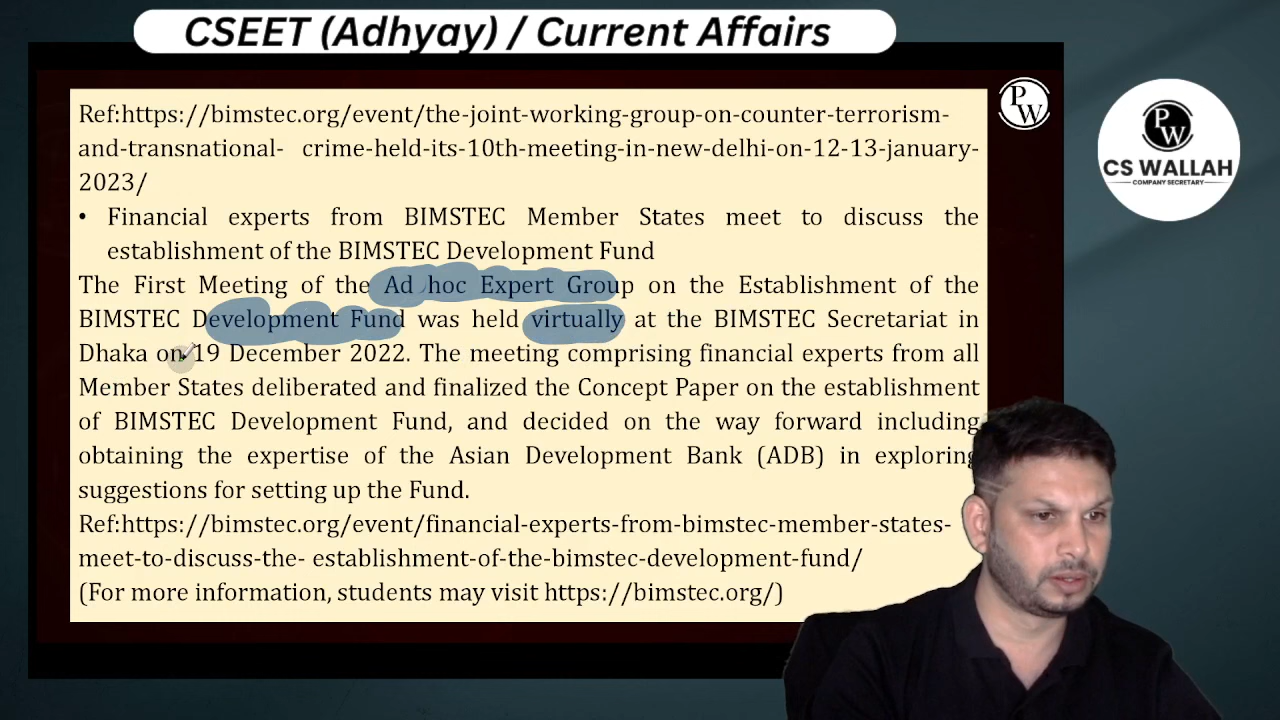 CSEET (Adhyay) / Current Affairs
Ref:https://bimstec.org/event/the-joint-working-group-on-counter-terrorism-
and-transnational- crime-held-its-10th-meeting-in-new-delhi-on-12-13-january-
2023/
• Financial experts from BIMSTEC Member States meet to discuss the
establishment of the BIMSTEC Development Fund
The First Meeting of the Ad hoc Expert Group on the Establishment of the
BIMSTEC Development Fund was held virtually at the BIMSTEC Secretariat in
Dhaka on 19 December 2022. The meeting comprising financial experts from all
Member States deliberated and finalized the Concept Paper on the establishment
of BIMSTEC Development Fund, and decided on the way forward including
obtaining the expertise of the Asian Development Bank (ADB) in exploring
suggestions for setting up the Fund.
Ref:https://bimstec.org/event/financial-experts-from-bimstec-member-states-
meet-to-discuss-the- establishment-of-the-bimstec-development-fund/
(For more information, students may visit https://bimstec.org/)
PW
PW
CS WALLAH
COMPANY SECRETARY